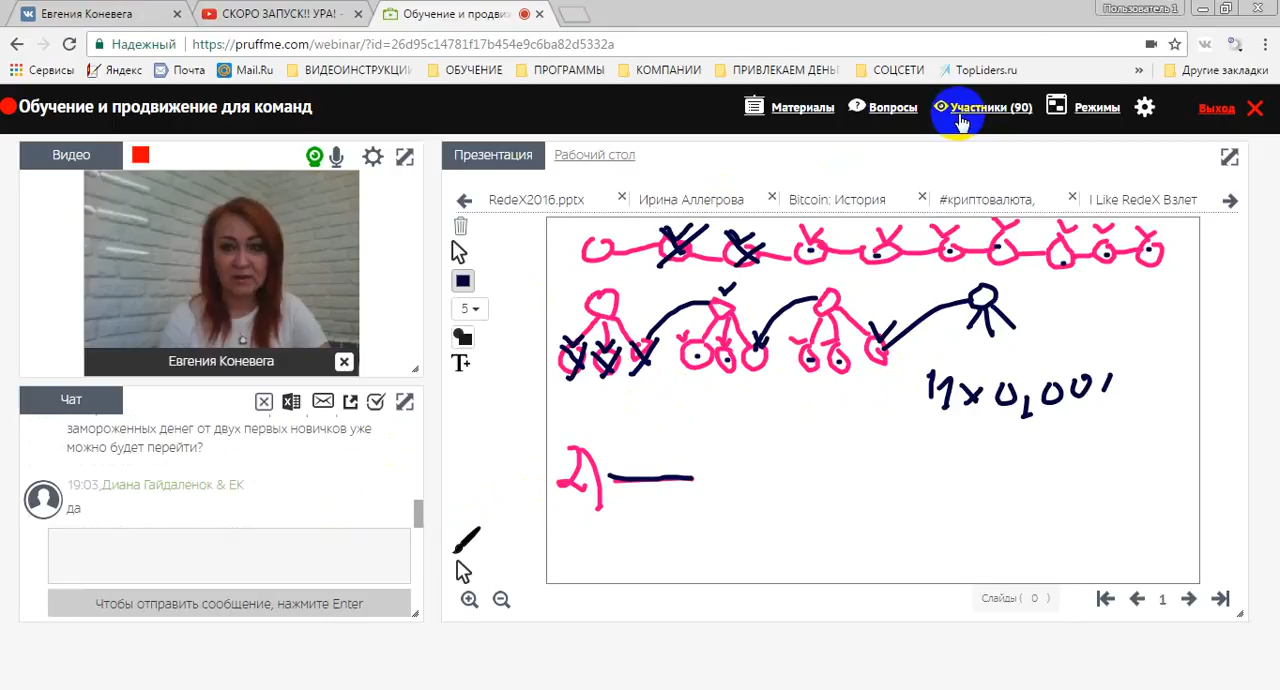 Евгения Коневега
СКОРО ЗАПУСК!! УРА! -
Обучение и продвиж
Пользователь 1
Надежный
https://pruffme.com/webinar/?id=26d95c14781f17b454e9c6ba82d5332a
Сервисы Яндекс Почта Mail.Ru ВИДЕОИНСТРУКЦИ ОБУЧЕНИЕ ПРОГРАММЫ КОМПАНИИ ПРИВЛЕКАЕМ ДЕНЬ СОЦСЕТИ TopLiders.ru » Другие закладки
Обучение и продвижение для команд
Материалы Вопросы Участники (90) Режимы Выход
Видео
Презентация Рабочий стол
RedeX2016.pptx Ирина Аллегрова Bitcoin: История #криптовалюта, I Like RedeX Взлет
5
T+
Евгения Коневега
11x0,001
2)
Чат
замороженных денег от двух первых новичков уже
можно будет перейти?
19:03,Диана Гайдаленок & ЕК
да
Чтобы отправить сообщение, нажмите Enter
Слайды ( 0 )
1